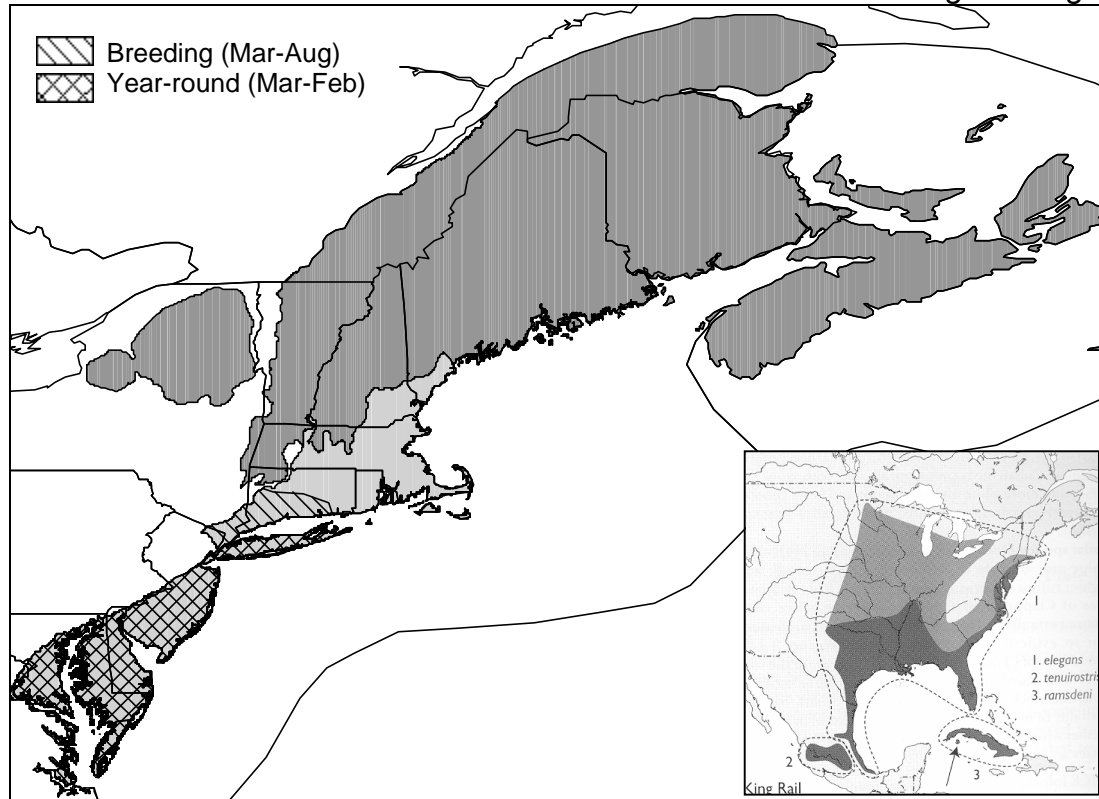 Breeding (Mar-Aug)
Year-round (Mar-Feb)
1
1. elegans
2. tenuirostris
3. ramsdeni
2
3
King Rail